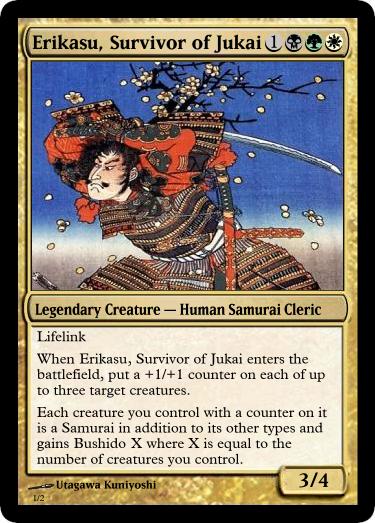 Erikasu, Survivor of Jukai 1
Legendary Creature — Human Samurai Cleric
Lifelink
When Erikasu, Survivor of Jukai enters the
battlefield, put a +1/+1 counter on each of up
to three target creatures.
Each creature you control with a counter on it
is a Samurai in addition to its other types and
gains Bushido X where X is equal to the
number of creatures you control.
Utagawa Kuniyoshi
3/4
1/2